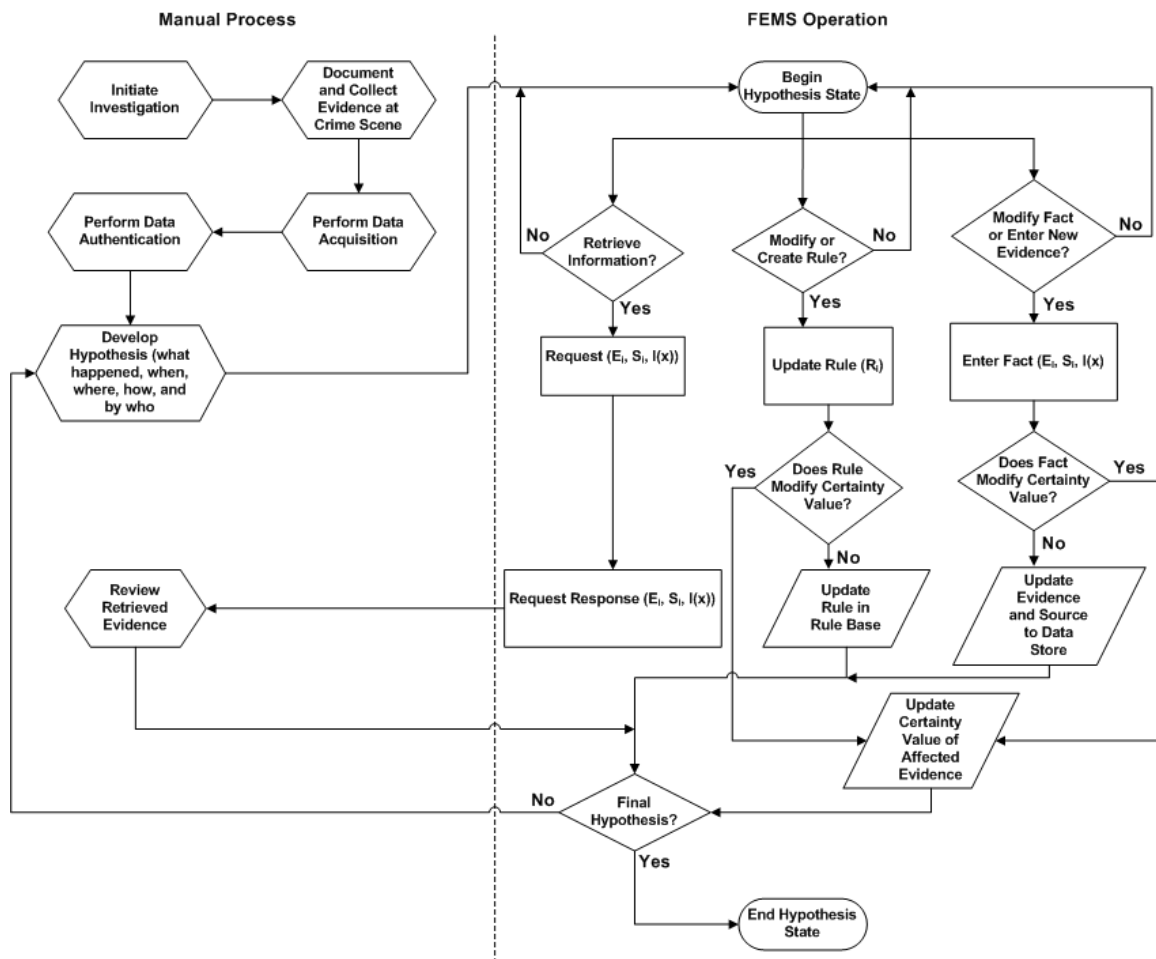 Manual Process
FEMS Operation
Initiate
Investigation
Document
and Collect
Evidence at
Crime Scene
Begin
Hypothesis State
Perform Data
Authentication
Perform Data
Acquisition
No
Retrieve
Information?
Modify or
Create Rule?
No
Modify Fact
or Enter New
Evidence?
No
Yes
Yes
Yes
Develop
Hypothesis (what
happened, when,
where, how, and
by who
Request (Eᵢ, Sᵢ, I(x))
Update Rule (Rᵢ)
Enter Fact (Eᵢ, Sᵢ, I(x)
Yes
Does Rule
Modify Certainty
Value?
Does Fact
Modify Certainty
Value?
Yes
No
No
Review
Retrieved
Evidence
Request Response (Eᵢ, Sᵢ, I(x))
Update
Rule in
Rule Base
Update
Evidence
and Source
to Data
Store
Update
Certainty
Value of
Affected
Evidence
No
Final
Hypothesis?
Yes
End Hypothesis
State